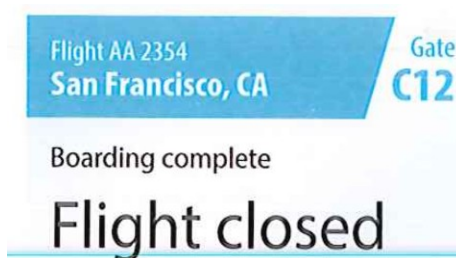 Flight AA 2354
San Francisco, CA
Gate
C12
Boarding complete
Flight closed